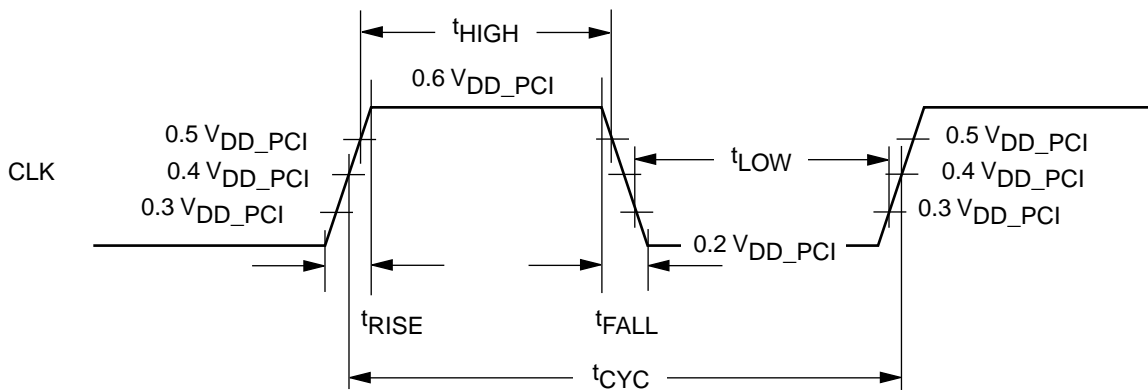 tHIGH
0.6 VDD_PCI
0.5 VDD_PCI
0.5 VDD_PCI
tLOW
CLK
0.4 VDD_PCI
0.4 VDD_PCI
0.3 VDD_PCI
0.3 VDD_PCI
0.2 VDD_PCI
tRISE
tFALL
tCYC